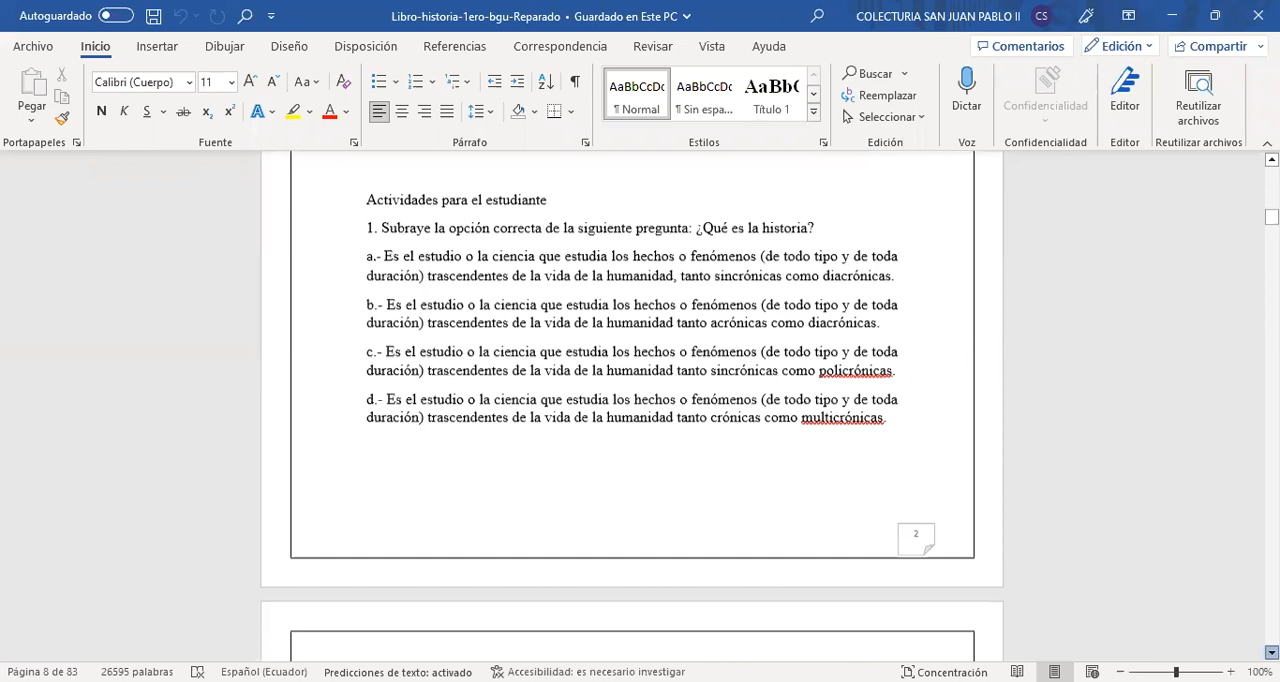 Autoguardado
Libro-historia-1ero-bgu-Reparado • Guardado en Este PC
COLECTURIA SAN JUAN PABLO II
CS
Archivo Inicio Insertar Dibujar Diseño Disposición Referencias Correspondencia Revisar Vista Ayuda
Comentarios Edición Compartir
Pegar
Calibri (Cuerpo) 11
Aa
N K S ab x₂ x² A A
AaBbCcDc AaBbCcDc AaBbC
¶ Normal ¶ Sin espa... Título 1
Buscar
Reemplazar
Seleccionar
Dictar
Confidencialidad
Editor
Reutilizar
archivos
Portapapeles Fuente Párrafo Estilos Edición Voz Confidencialidad Editor Reutilizar archivos
Actividades para el estudiante
1. Subraye la opción correcta de la siguiente pregunta: ¿Qué es la historia?
a.- Es el estudio o la ciencia que estudia los hechos o fenómenos (de todo tipo y de toda
duración) trascendentes de la vida de la humanidad, tanto sincrónicas como diacrónicas.
b.- Es el estudio o la ciencia que estudia los hechos o fenómenos (de todo tipo y de toda
duración) trascendentes de la vida de la humanidad tanto acrónicas como diacrónicas.
c.- Es el estudio o la ciencia que estudia los hechos o fenómenos (de todo tipo y de toda
duración) trascendentes de la vida de la humanidad tanto sincrónicas como policrónicas.
d.- Es el estudio o la ciencia que estudia los hechos o fenómenos (de todo tipo y de toda
duración) trascendentes de la vida de la humanidad tanto crónicas como multicrónicas.
2
Página 8 de 83 26595 palabras Español (Ecuador) Predicciones de texto: activado Accesibilidad: es necesario investigar Concentración 100%